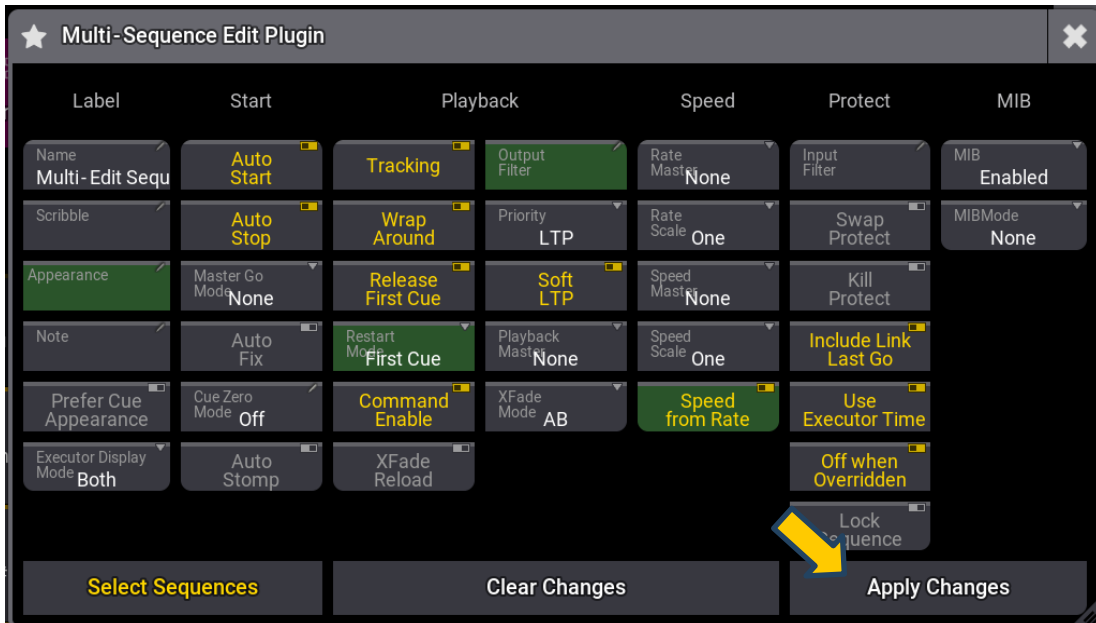 Multi-Sequence Edit Plugin
Label
Start
Playback
Speed
Protect
MIB
Name
Multi-Edit Sequ
Auto
Start
Tracking
Output
Filter
Rate
Master
None
Input
Filter
MIB
Enabled
Scribble
Auto
Stop
Wrap
Around
Priority
LTP
Rate
Scale One
Swap
Protect
MIBMode
None
Appearance
Master Go
Mode None
Release
First Cue
Soft
LTP
Speed
Master
None
Kill
Protect
Note
Auto
Fix
Restart
Mode
First Cue
Playback
Master
None
Speed
Scale One
Include Link
Last Go
Prefer Cue
Appearance
Cue Zero
Mode Off
Command
Enable
XFade
Mode AB
Speed
from Rate
Use
Executor Time
Executor Display
Mode Both
Auto
Stomp
XFade
Reload
Off when
Overridden
Lock
Sequence
Select Sequences
Clear Changes
Apply Changes